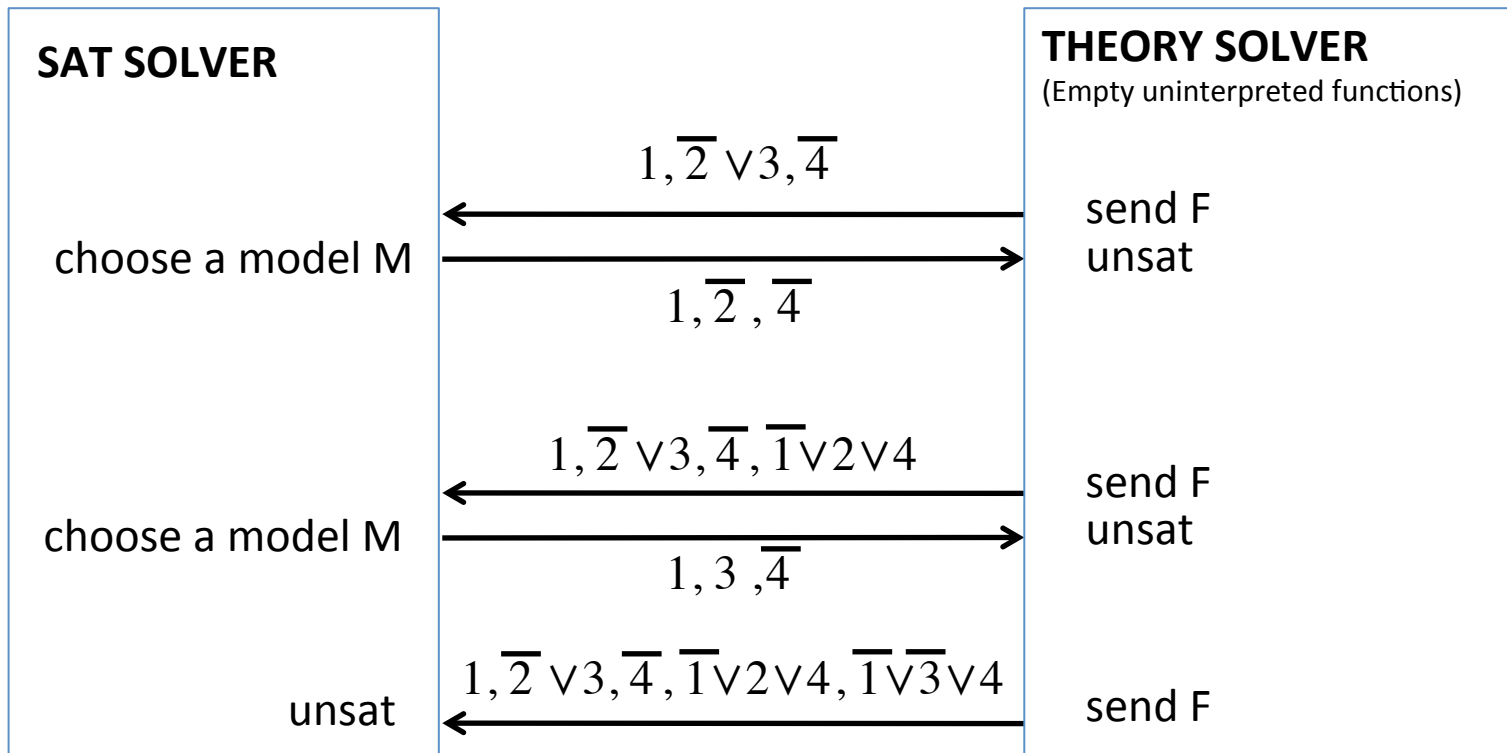 SAT SOLVER
THEORY SOLVER
(Empty uninterpreted functions)
1, 2̅ ∨3, 4̅
send F
choose a model M
unsat
1, 2̅ , 4̅
1, 2̅ ∨3, 4̅, 1̅∨2∨4
send F
choose a model M
unsat
1, 3 ,4̅
1, 2̅ ∨3, 4̅, 1̅∨2∨4, 1̅∨3̅∨4
unsat
send F